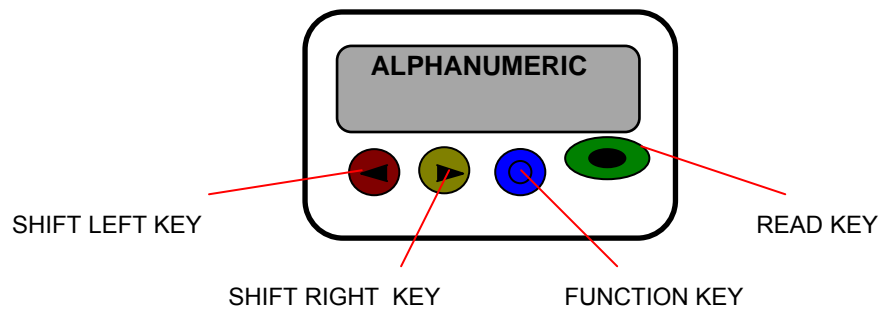 ALPHANUMERIC
SHIFT LEFT KEY
READ KEY
SHIFT RIGHT KEY
FUNCTION KEY